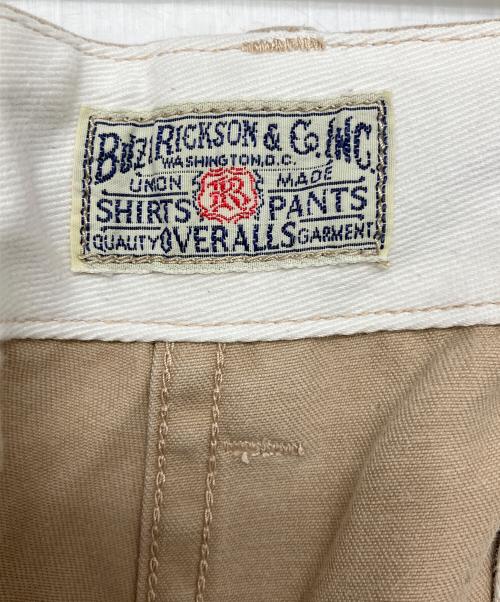 BUZZ RICKSON & CO. INC.
WASHINGTON, D.C.
UNION MADE
SHIRTS R PANTS
QUALITY OVERALLS GARMENT